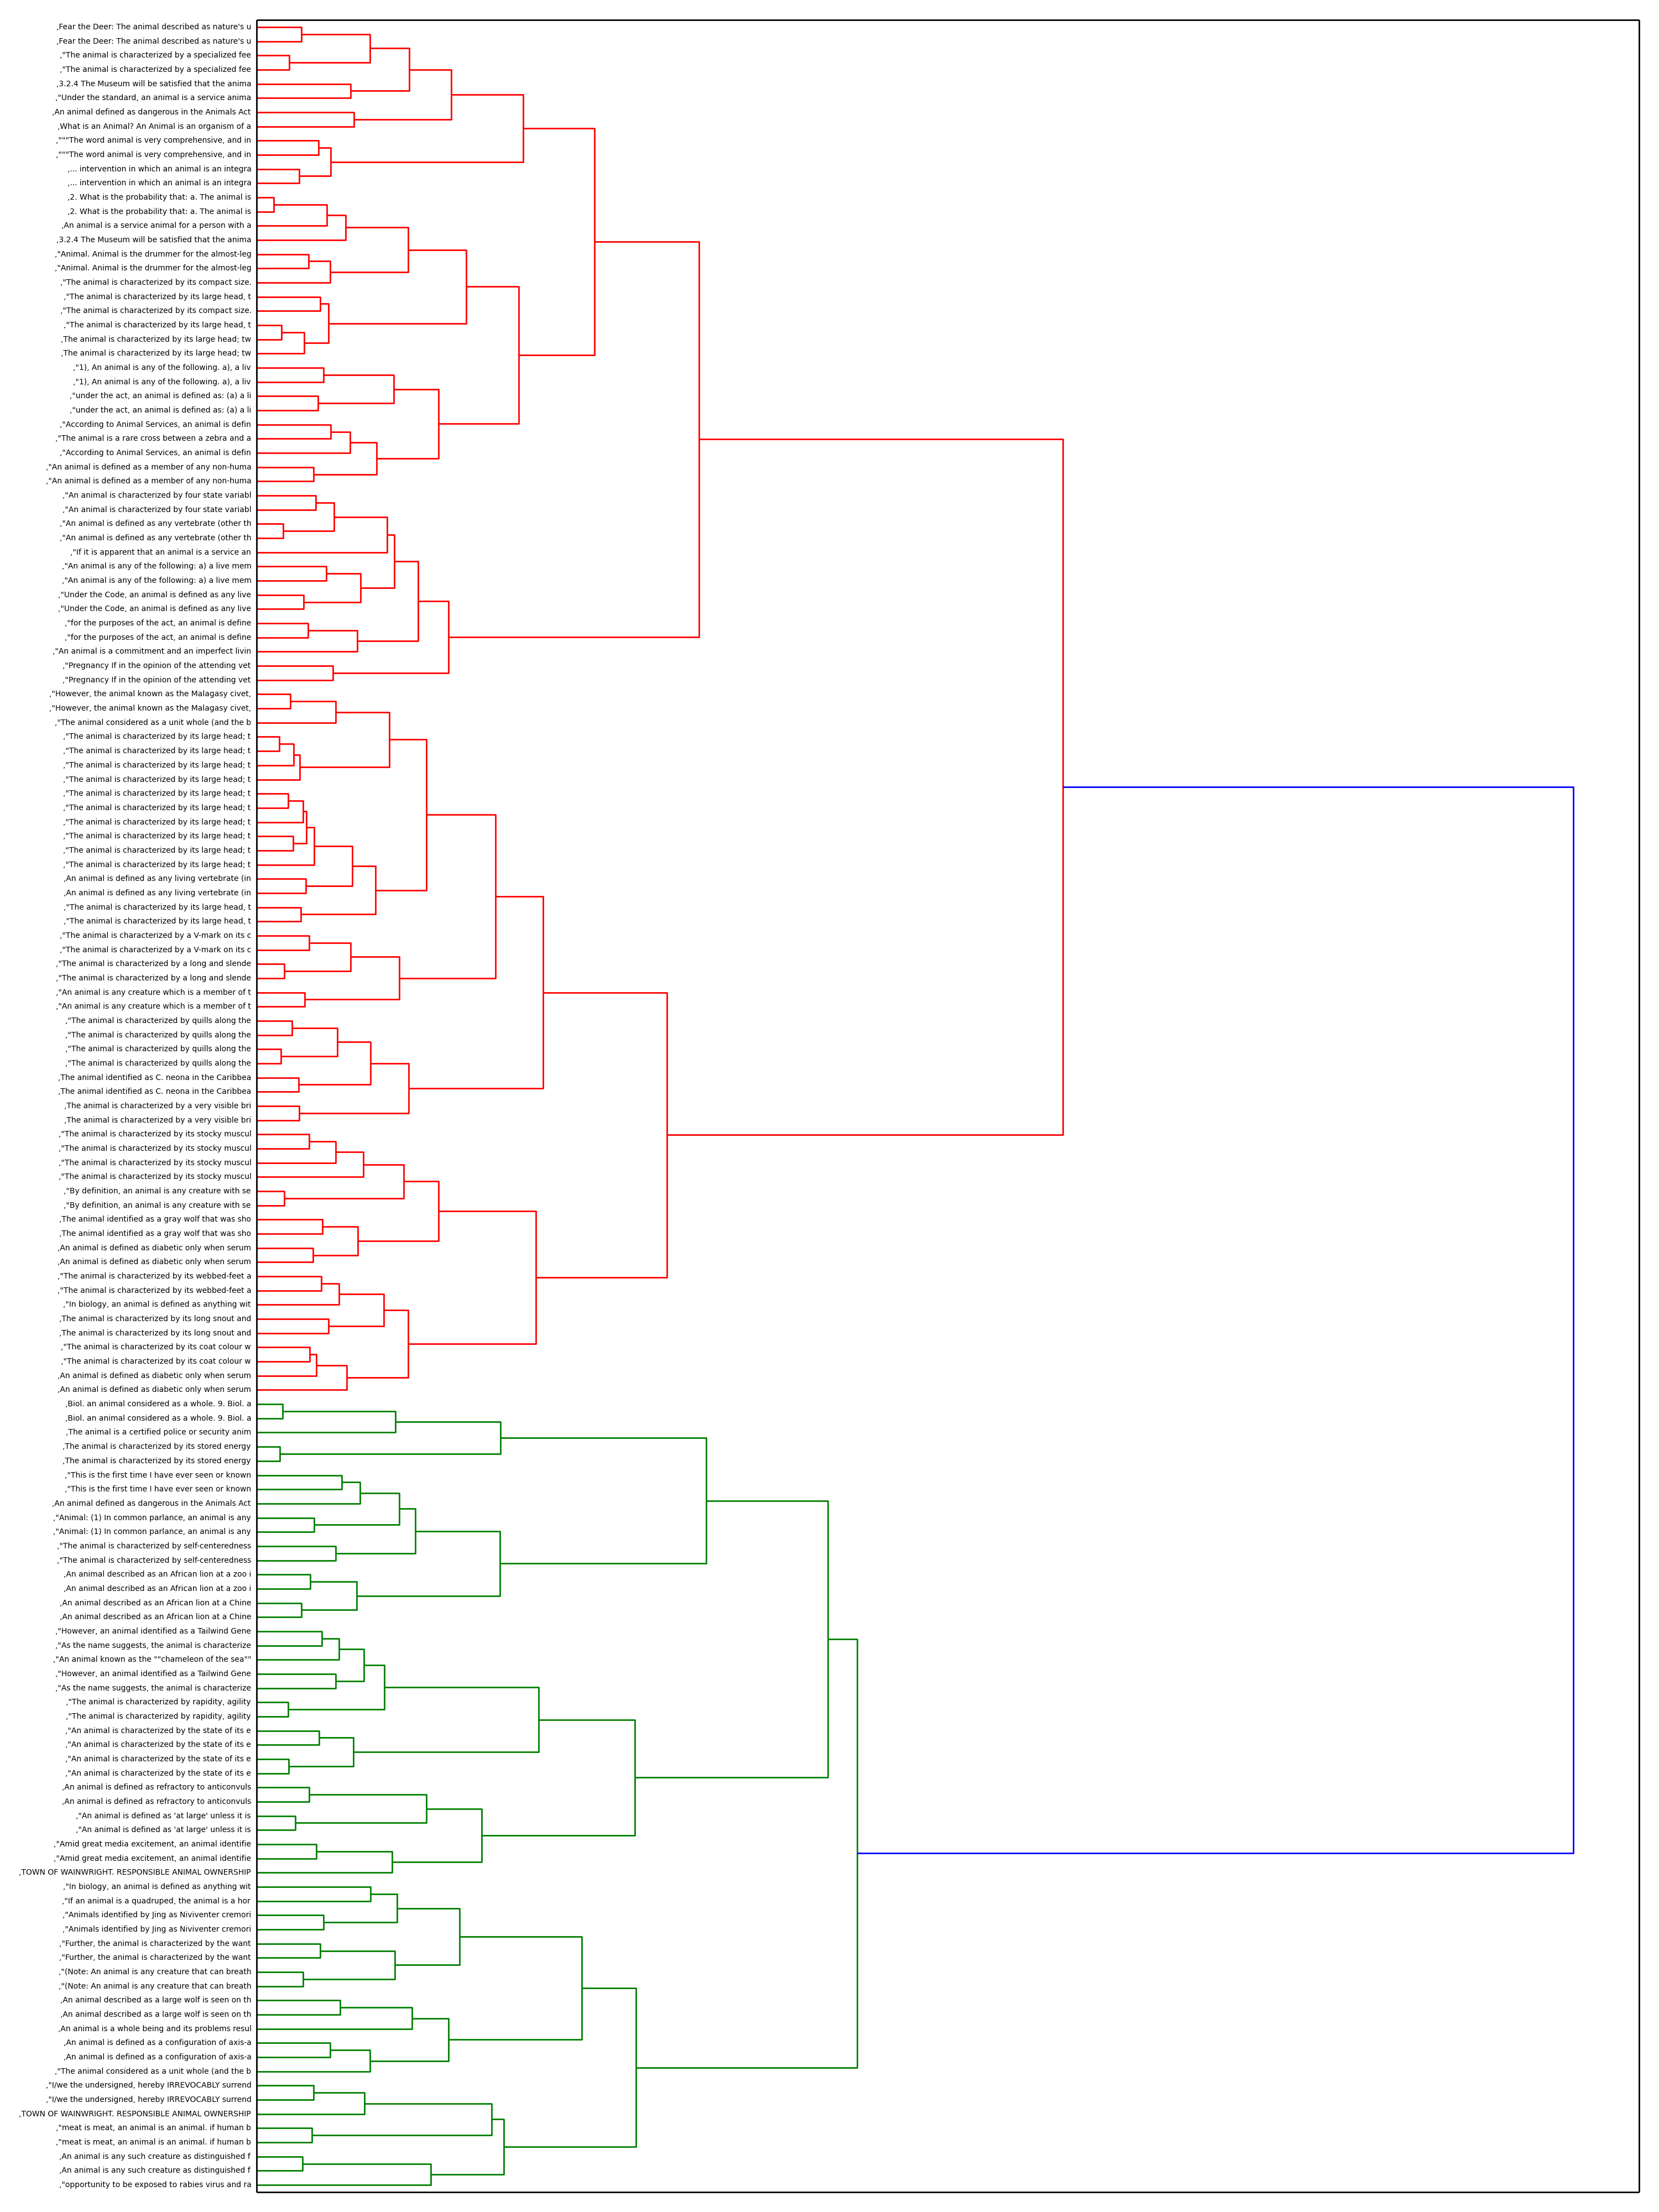 ,Fear the Deer: The animal described as nature's u
,Fear the Deer: The animal described as nature's u
,"The animal is characterized by a specialized fee
,"The animal is characterized by a specialized fee
,3.2.4 The Museum will be satisfied that the anima
,"Under the standard, an animal is a service anima
,An animal defined as dangerous in the Animals Act
,What is an Animal? An Animal is an organism of a
,"""The word animal is very comprehensive, and in
,"""The word animal is very comprehensive, and in
,... intervention in which an animal is an integra
,... intervention in which an animal is an integra
,2. What is the probability that: a. The animal is
,2. What is the probability that: a. The animal is
,An animal is a service animal for a person with a
,3.2.4 The Museum will be satisfied that the anima
,"Animal. Animal is the drummer for the almost-leg
,"Animal. Animal is the drummer for the almost-leg
,"The animal is characterized by its compact size.
,"The animal is characterized by its large head, t
,"The animal is characterized by its compact size.
,"The animal is characterized by its large head, t
,The animal is characterized by its large head; tw
,The animal is characterized by its large head; tw
,"1), An animal is any of the following. a), a liv
,"1), An animal is any of the following. a), a liv
,"under the act, an animal is defined as: (a) a li
,"under the act, an animal is defined as: (a) a li
,"According to Animal Services, an animal is defin
,"The animal is a rare cross between a zebra and a
,"According to Animal Services, an animal is defin
,"An animal is defined as a member of any non-huma
,"An animal is defined as a member of any non-huma
,"An animal is characterized by four state variabl
,"An animal is characterized by four state variabl
,"An animal is defined as any vertebrate (other th
,"An animal is defined as any vertebrate (other th
,"If it is apparent that an animal is a service an
,"An animal is any of the following: a) a live mem
,"An animal is any of the following: a) a live mem
,"Under the Code, an animal is defined as any live
,"Under the Code, an animal is defined as any live
,"for the purposes of the act, an animal is define
,"for the purposes of the act, an animal is define
,"An animal is a commitment and an imperfect livin
,"Pregnancy If in the opinion of the attending vet
,"Pregnancy If in the opinion of the attending vet
,"However, the animal known as the Malagasy civet,
,"However, the animal known as the Malagasy civet,
,"The animal considered as a unit whole (and the b
,"The animal is characterized by its large head; t
,"The animal is characterized by its large head; t
,"The animal is characterized by its large head; t
,"The animal is characterized by its large head; t
,"The animal is characterized by its large head; t
,"The animal is characterized by its large head; t
,"The animal is characterized by its large head; t
,"The animal is characterized by its large head; t
,"The animal is characterized by its large head; t
,"The animal is characterized by its large head; t
,An animal is defined as any living vertebrate (in
,An animal is defined as any living vertebrate (in
,"The animal is characterized by its large head, t
,"The animal is characterized by its large head, t
,"The animal is characterized by a V-mark on its c
,"The animal is characterized by a V-mark on its c
,"The animal is characterized by a long and slende
,"The animal is characterized by a long and slende
,"An animal is any creature which is a member of t
,"An animal is any creature which is a member of t
,"The animal is characterized by quills along the
,"The animal is characterized by quills along the
,"The animal is characterized by quills along the
,"The animal is characterized by quills along the
,The animal identified as C. neona in the Caribbea
,The animal identified as C. neona in the Caribbea
,The animal is characterized by a very visible bri
,The animal is characterized by a very visible bri
,"The animal is characterized by its stocky muscul
,"The animal is characterized by its stocky muscul
,"The animal is characterized by its stocky muscul
,"The animal is characterized by its stocky muscul
,"By definition, an animal is any creature with se
,"By definition, an animal is any creature with se
,The animal identified as a gray wolf that was sho
,The animal identified as a gray wolf that was sho
,An animal is defined as diabetic only when serum
,An animal is defined as diabetic only when serum
,"The animal is characterized by its webbed-feet a
,"The animal is characterized by its webbed-feet a
,"In biology, an animal is defined as anything wit
,The animal is characterized by its long snout and
,The animal is characterized by its long snout and
,"The animal is characterized by its coat colour w
,"The animal is characterized by its coat colour w
,An animal is defined as diabetic only when serum
,An animal is defined as diabetic only when serum
,Biol. an animal considered as a whole. 9. Biol. a
,Biol. an animal considered as a whole. 9. Biol. a
,The animal is a certified police or security anim
,The animal is characterized by its stored energy
,The animal is characterized by its stored energy
,"This is the first time I have ever seen or known
,"This is the first time I have ever seen or known
,An animal defined as dangerous in the Animals Act
,"Animal: (1) In common parlance, an animal is any
,"Animal: (1) In common parlance, an animal is any
,"The animal is characterized by self-centeredness
,"The animal is characterized by self-centeredness
,An animal described as an African lion at a zoo i
,An animal described as an African lion at a zoo i
,An animal described as an African lion at a Chine
,An animal described as an African lion at a Chine
,"However, an animal identified as a Tailwind Gene
,"As the name suggests, the animal is characterize
,"An animal known as the ""chameleon of the sea""
,"However, an animal identified as a Tailwind Gene
,"As the name suggests, the animal is characterize
,"The animal is characterized by rapidity, agility
,"The animal is characterized by rapidity, agility
,"An animal is characterized by the state of its e
,"An animal is characterized by the state of its e
,"An animal is characterized by the state of its e
,"An animal is characterized by the state of its e
,An animal is defined as refractory to anticonvuls
,An animal is defined as refractory to anticonvuls
,"An animal is defined as 'at large' unless it is
,"An animal is defined as 'at large' unless it is
,"Amid great media excitement, an animal identifie
,"Amid great media excitement, an animal identifie
,TOWN OF WAINWRIGHT. RESPONSIBLE ANIMAL OWNERSHIP
,"In biology, an animal is defined as anything wit
,"If an animal is a quadruped, the animal is a hor
,"Animals identified by Jing as Niviventer cremori
,"Animals identified by Jing as Niviventer cremori
,"Further, the animal is characterized by the want
,"Further, the animal is characterized by the want
,"(Note: An animal is any creature that can breath
,"(Note: An animal is any creature that can breath
,An animal described as a large wolf is seen on th
,An animal described as a large wolf is seen on th
,An animal is a whole being and its problems resul
,An animal is defined as a configuration of axis-a
,An animal is defined as a configuration of axis-a
,"The animal considered as a unit whole (and the b
,"I/we the undersigned, hereby IRREVOCABLY surrend
,"I/we the undersigned, hereby IRREVOCABLY surrend
,TOWN OF WAINWRIGHT. RESPONSIBLE ANIMAL OWNERSHIP
,"meat is meat, an animal is an animal. if human b
,"meat is meat, an animal is an animal. if human b
,An animal is any such creature as distinguished f
,An animal is any such creature as distinguished f
,"opportunity to be exposed to rabies virus and ra